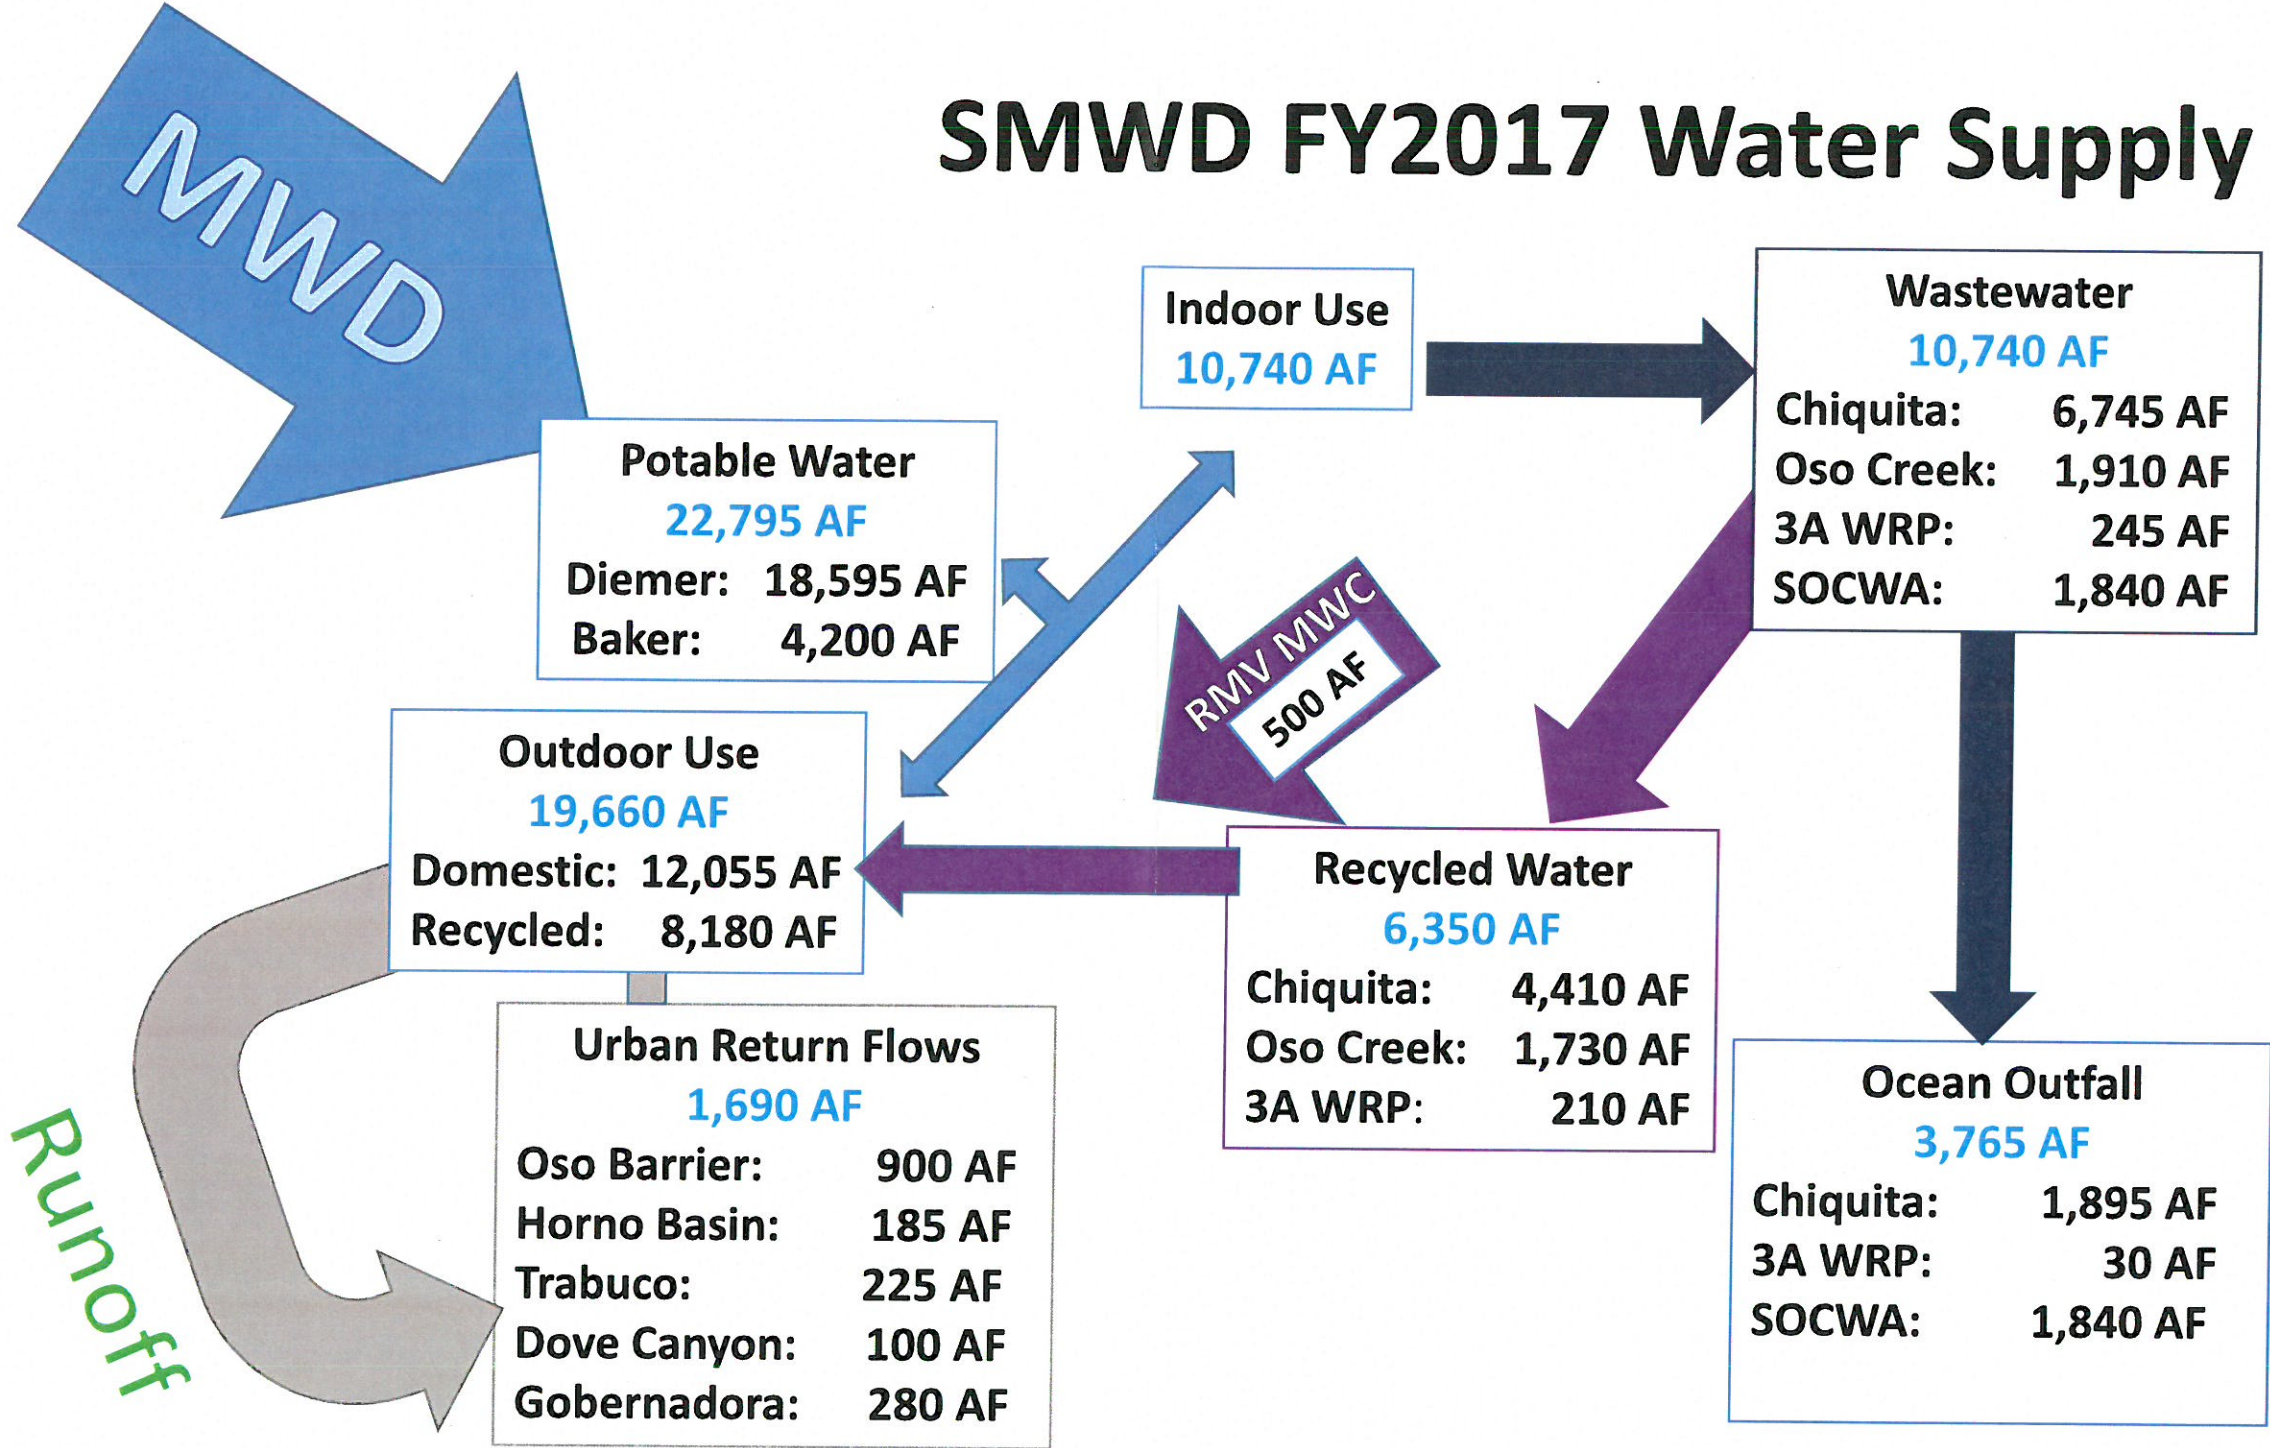 SMWD FY2017 Water Supply
MWD
Potable Water
22,795 AF
Diemer: 18,595 AF
Baker: 4,200 AF
Indoor Use
10,740 AF
Wastewater
10,740 AF
Chiquita: 6,745 AF
Oso Creek: 1,910 AF
3A WRP: 245 AF
SOCWA: 1,840 AF
RMV MWC
500 AF
Outdoor Use
19,660 AF
Domestic: 12,055 AF
Recycled: 8,180 AF
Recycled Water
6,350 AF
Chiquita: 4,410 AF
Oso Creek: 1,730 AF
3A WRP: 210 AF
Runoff
Urban Return Flows
1,690 AF
Oso Barrier: 900 AF
Horno Basin: 185 AF
Trabuco: 225 AF
Dove Canyon: 100 AF
Gobernadora: 280 AF
Ocean Outfall
3,765 AF
Chiquita: 1,895 AF
3A WRP: 30 AF
SOCWA: 1,840 AF